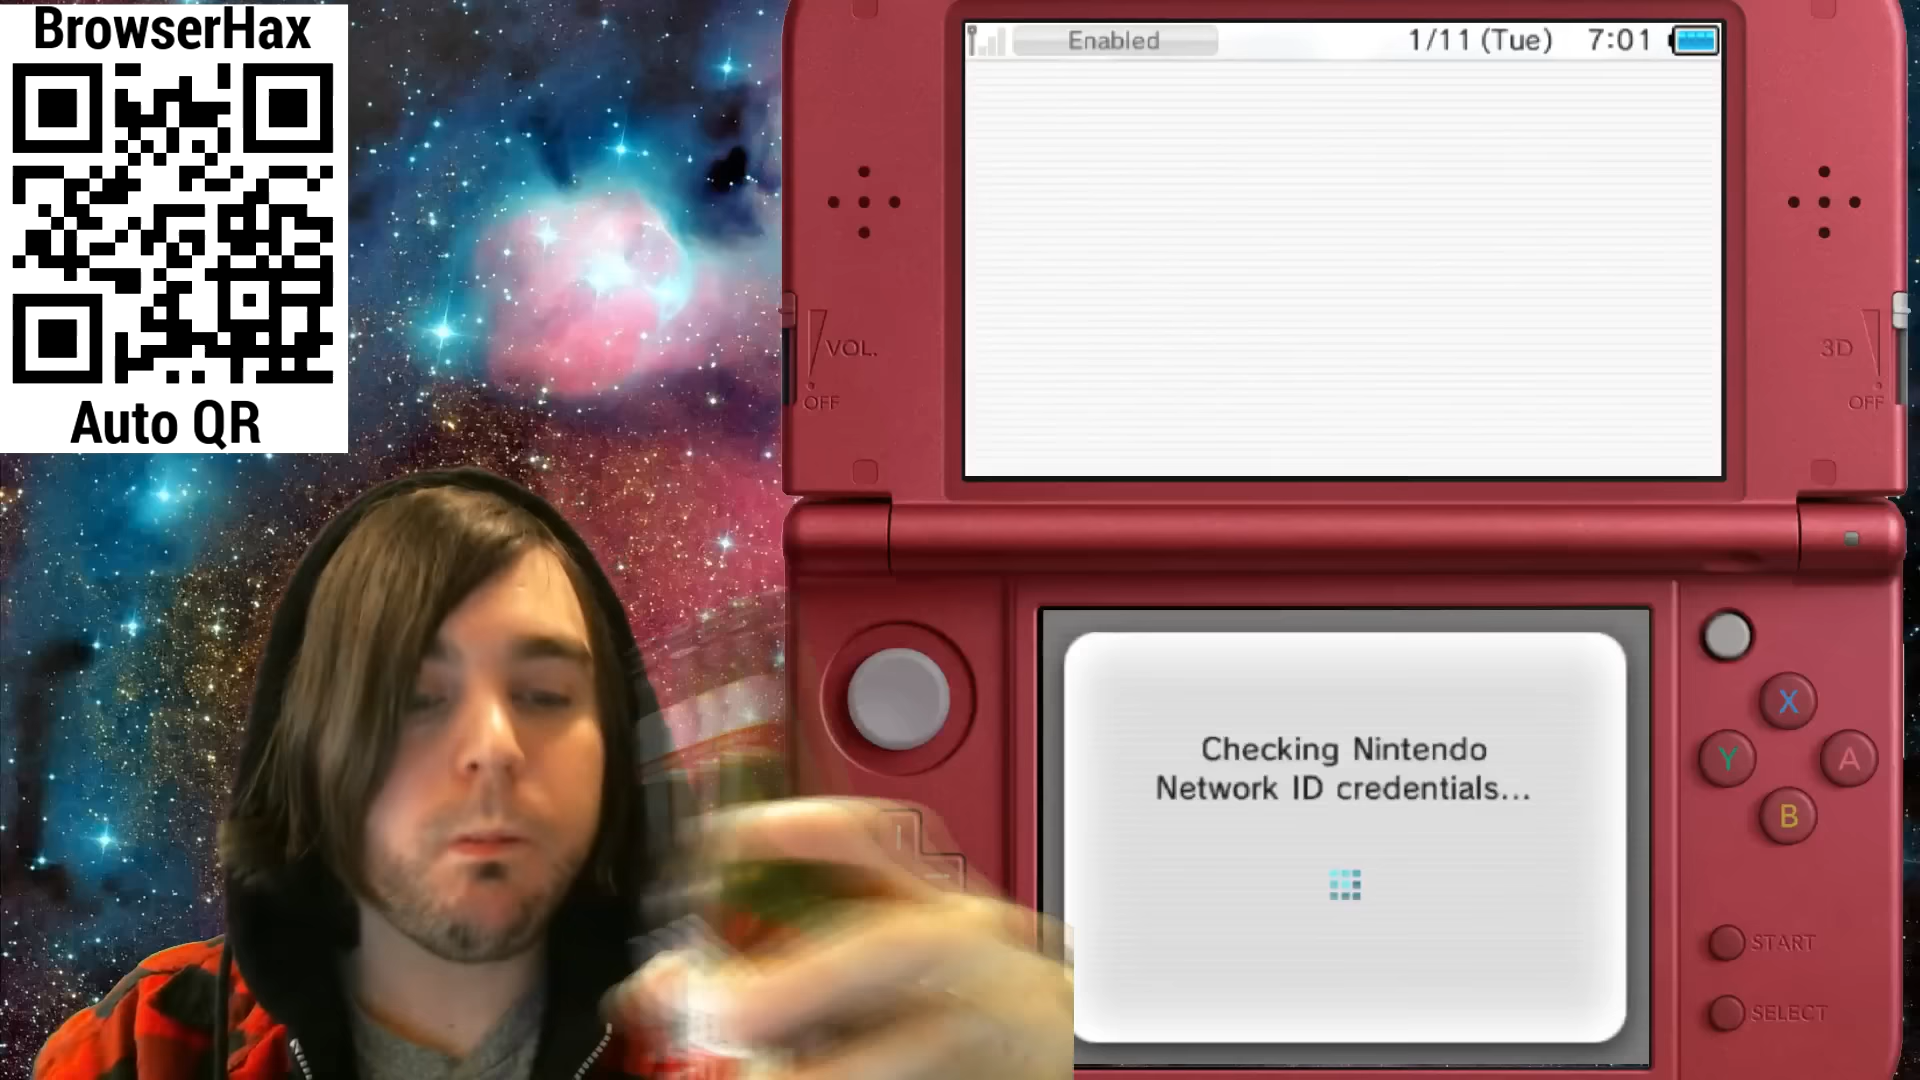 BrowserHax
Auto QR
Enabled
1/11 (Tue) 7:01
VOL.
OFF
3D
OFF
Checking Nintendo
Network ID credentials...
X
Y
A
B
START
SELECT